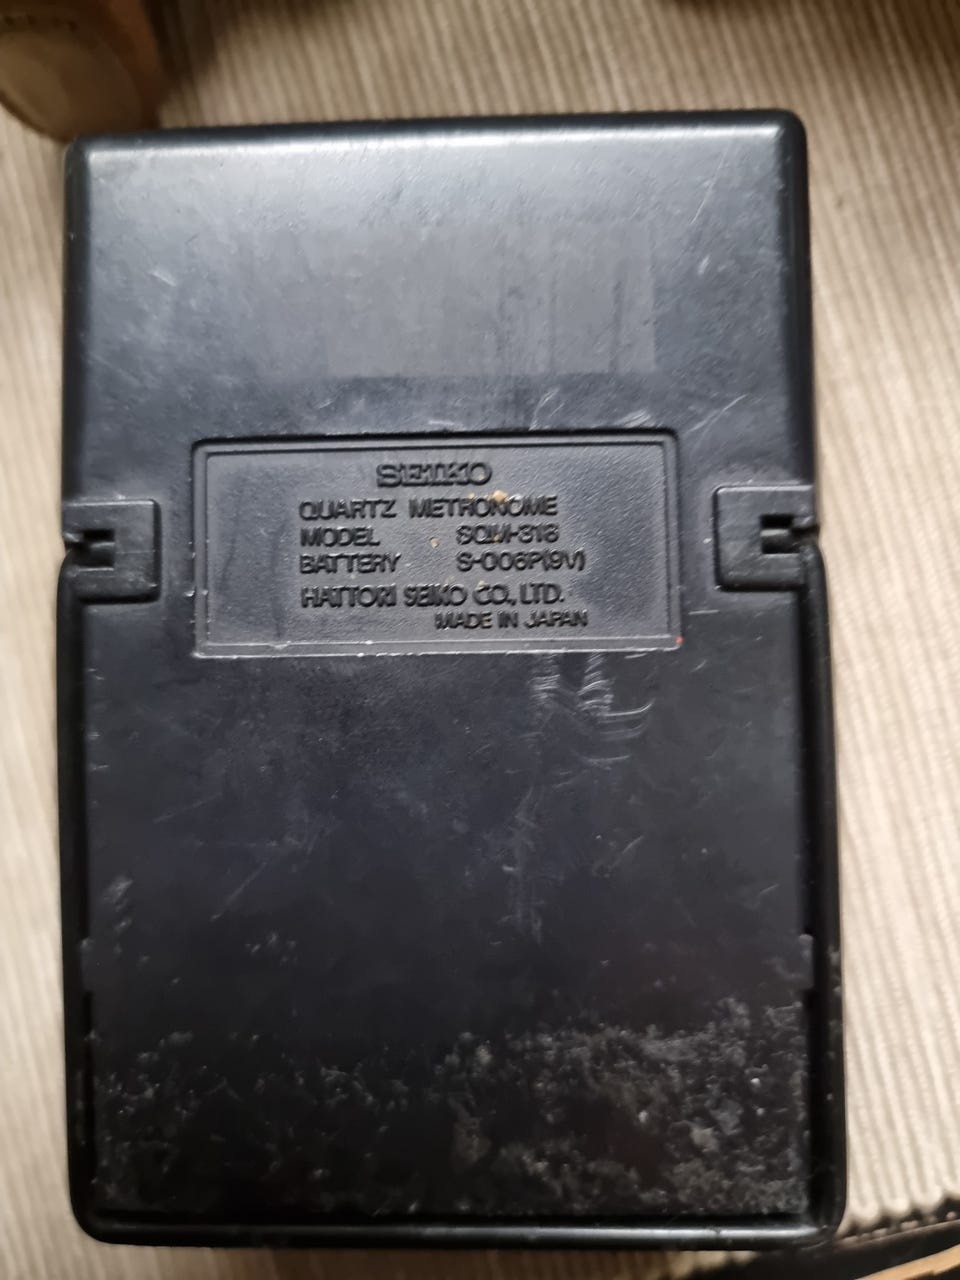 SEIKO
QUARTZ METRONOME
MODEL SQM-318
BATTERY S-006P(9V)
HATTORI SEIKO CO., LTD.
MADE IN JAPAN